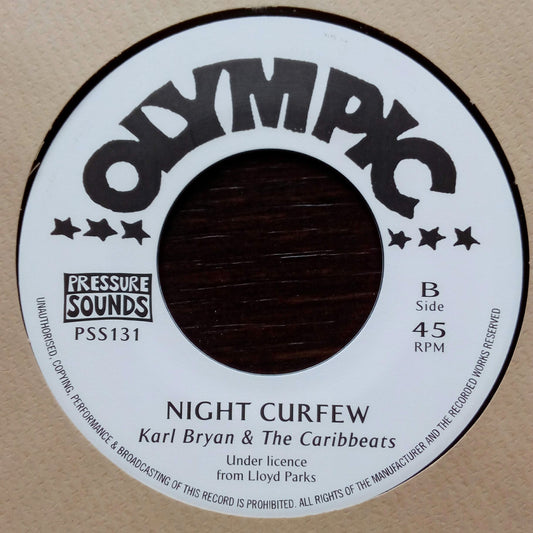 OLYMPIC
PRESSURE
SOUNDS
PSS131
B
Side
45
RPM
NIGHT CURFEW
Karl Bryan & The Caribbeats
Under licence
from Lloyd Parks
UNAUTHORISED, COPYING, PERFORMANCE & BROADCASTING OF THIS RECORD IS PROHIBITED. ALL RIGHTS OF THE MANUFACTURER AND THE RECORDED WORKS RESERVED